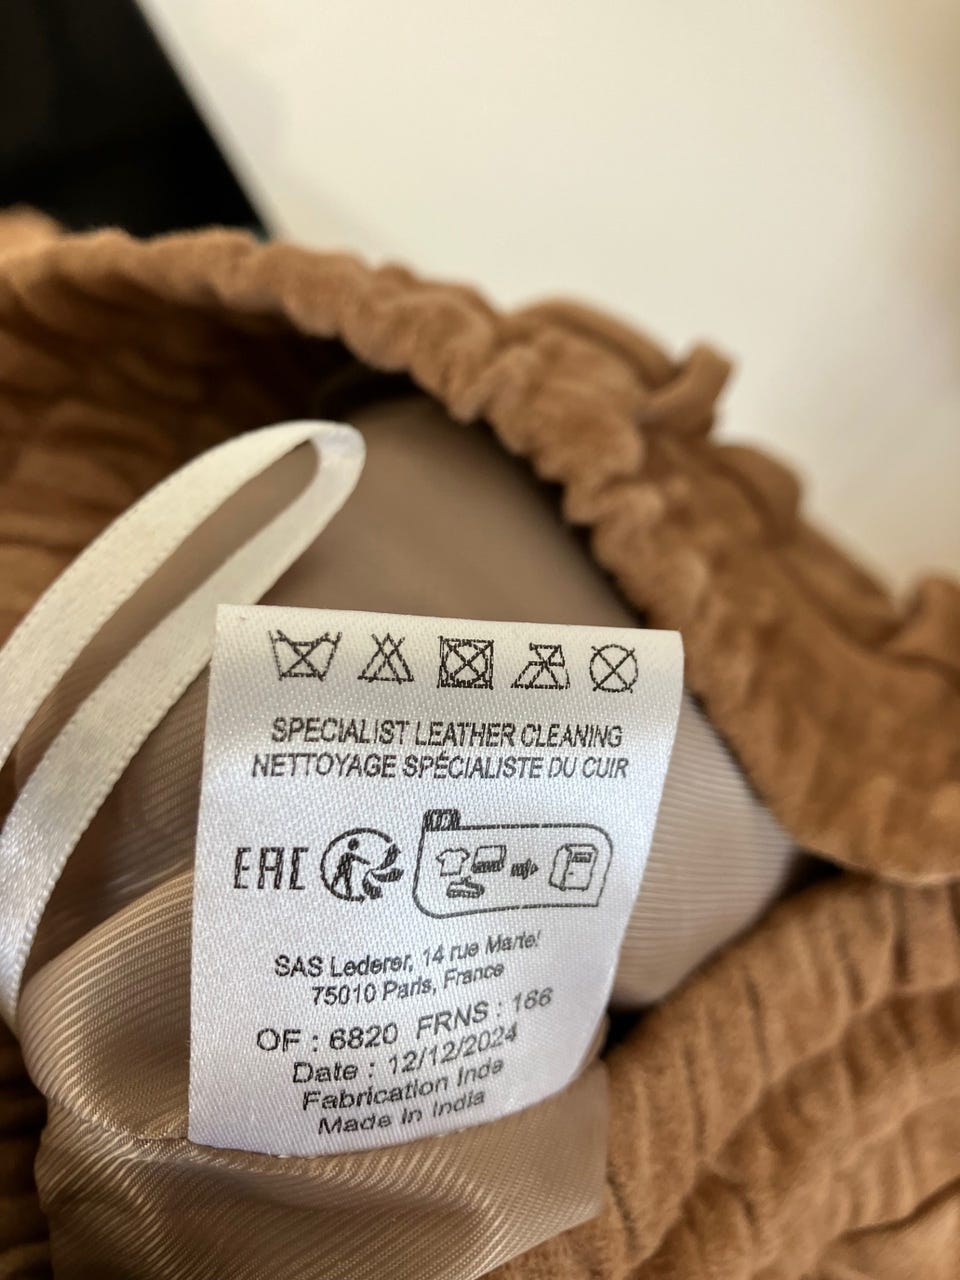 SPECIALIST LEATHER CLEANING
NETTOYAGE SPÉCIALISTE DU CUIR
EAC
SAS Lederer, 14 rue Martel
75010 Paris, France
OF : 6820 FRNS : 166
Date : 12/12/2024
Fabrication Inde
Made in India